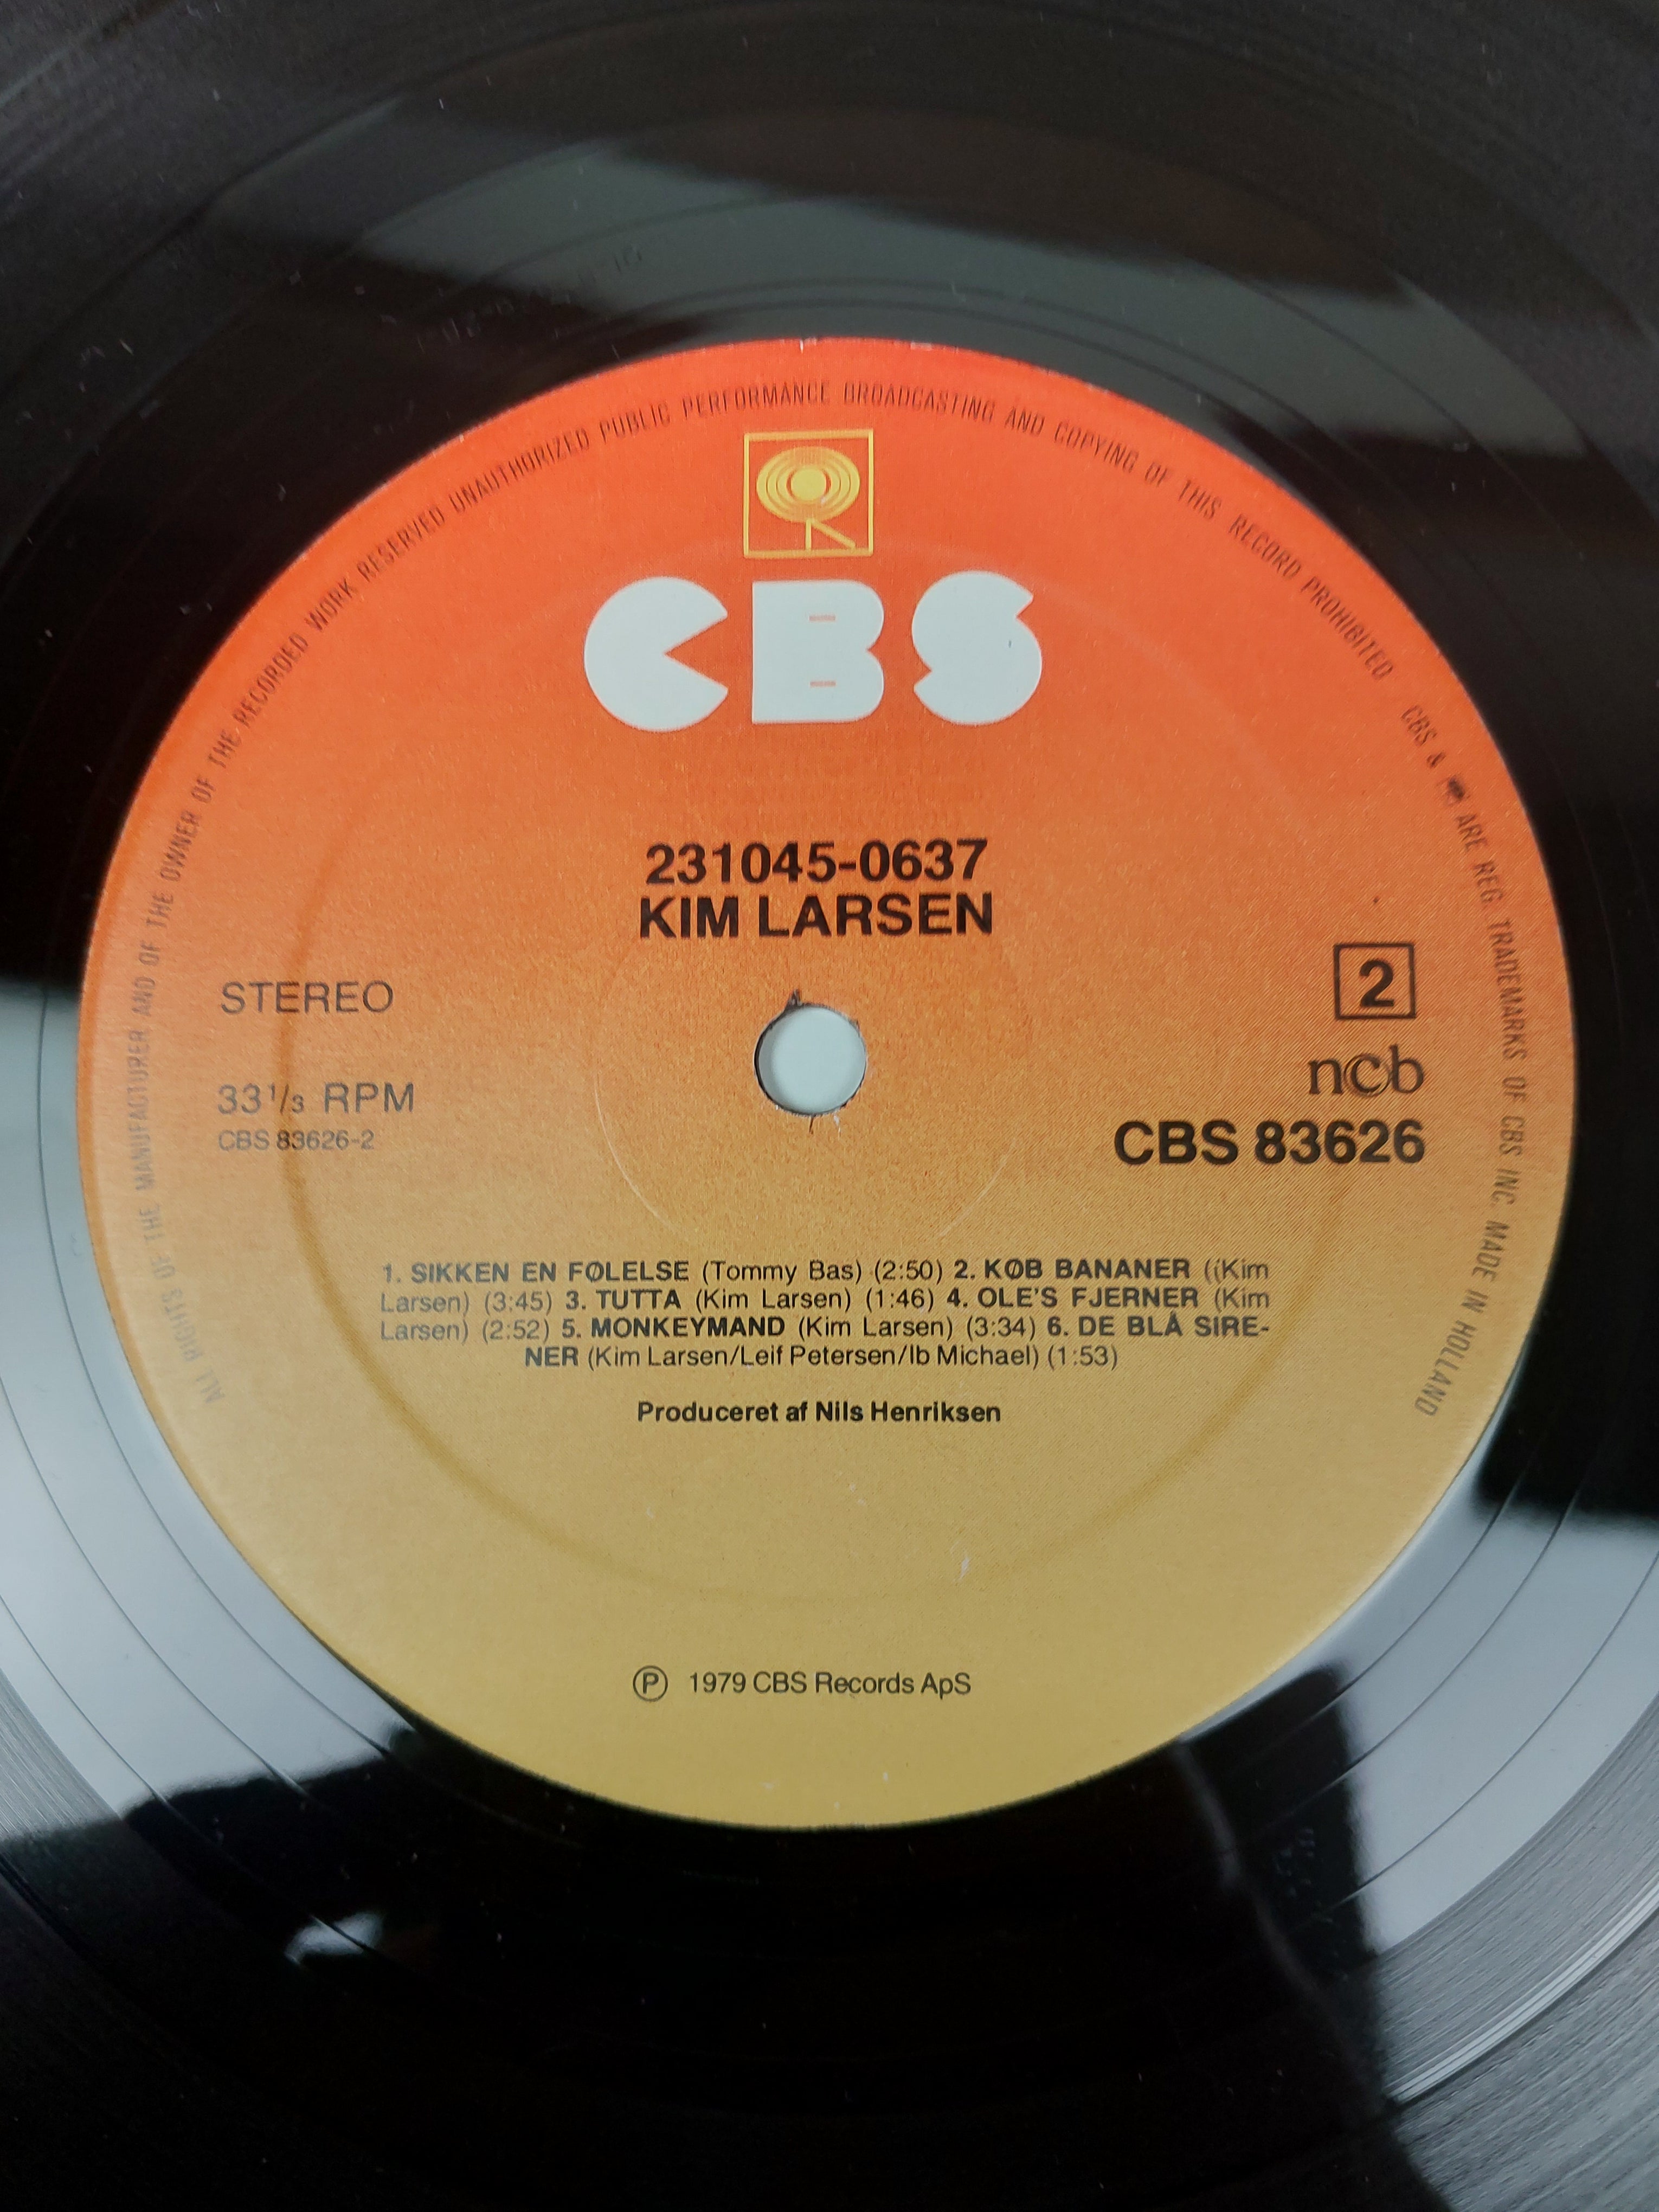 ALL RIGHTS OF THE MANUFACTURER AND OF THE OWNER OF THE RECORDED WORK RESERVED UNAUTHORIZED PUBLIC PERFORMANCE BROADCASTING AND COPYING OF THIS RECORD PROHIBITED CBS & ARE REG. TRADEMARKS OF CBS INC. MADE IN HOLLAND
CBS
231045-0637
KIM LARSEN
STEREO
2
ncb
33 1/3 RPM
CBS 83626-2
CBS 83626
1. SIKKEN EN FØLELSE (Tommy Bas) (2:50) 2. KØB BANANER ((Kim
Larsen) (3:45) 3. TUTTA (Kim Larsen) (1:46) 4. OLE'S FJERNER (Kim
Larsen) (2:52) 5. MONKEYMAND (Kim Larsen) (3:34) 6. DE BLÅ SIRE-
NER (Kim Larsen/Leif Petersen/Ib Michael) (1:53)
Produceret af Nils Henriksen
Ⓟ 1979 CBS Records ApS